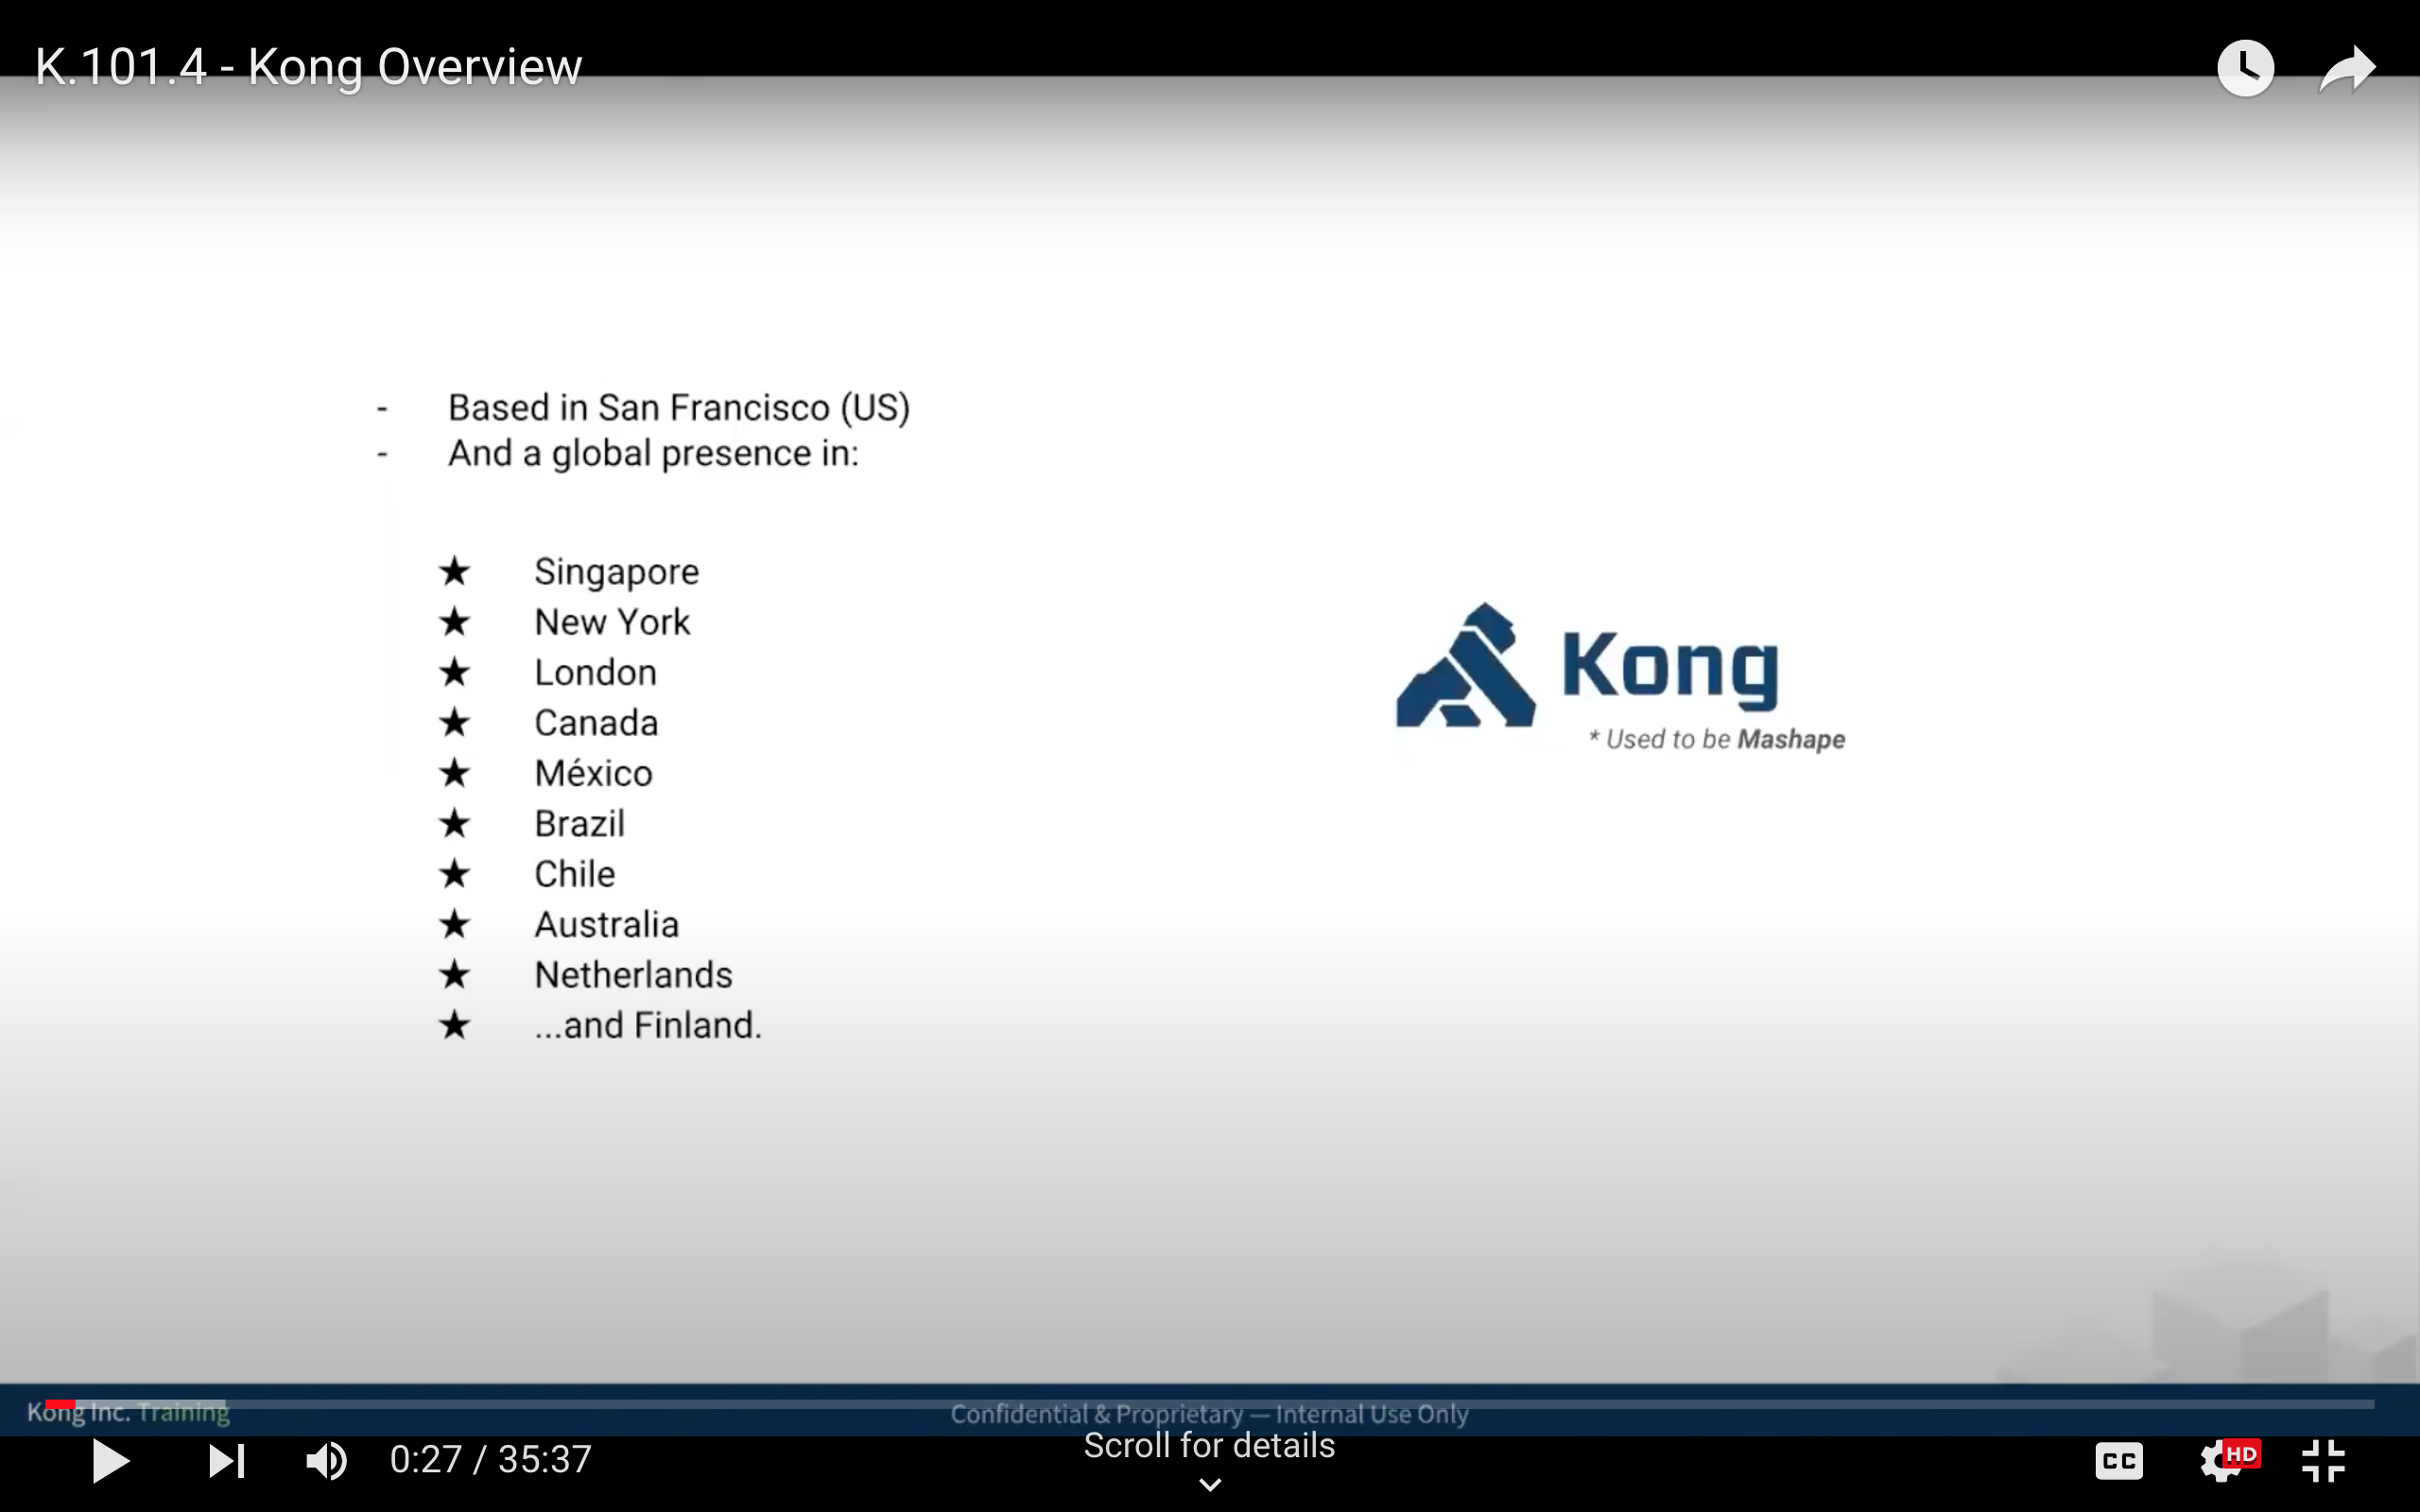 K.101.4 - Kong Overview
- Based in San Francisco (US)
- And a global presence in:
★ Singapore
★ New York
★ London
★ Canada
★ México
★ Brazil
★ Chile
★ Australia
★ Netherlands
★ ...and Finland.
Kong
* Used to be Mashape
Kong Inc. Training
Confidential & Proprietary — Internal Use Only
0:27 / 35:37
Scroll for details
CC
HD